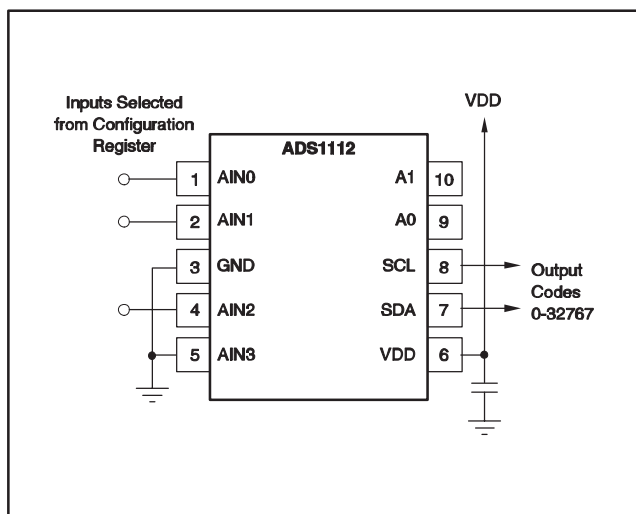 Inputs Selected
from Configuration
Register
VDD
ADS1112
1 AIN0
A1 10
2 AIN1
A0 9
3 GND
SCL 8
4 AIN2
SDA 7
5 AIN3
VDD 6
Output
Codes
0-32767